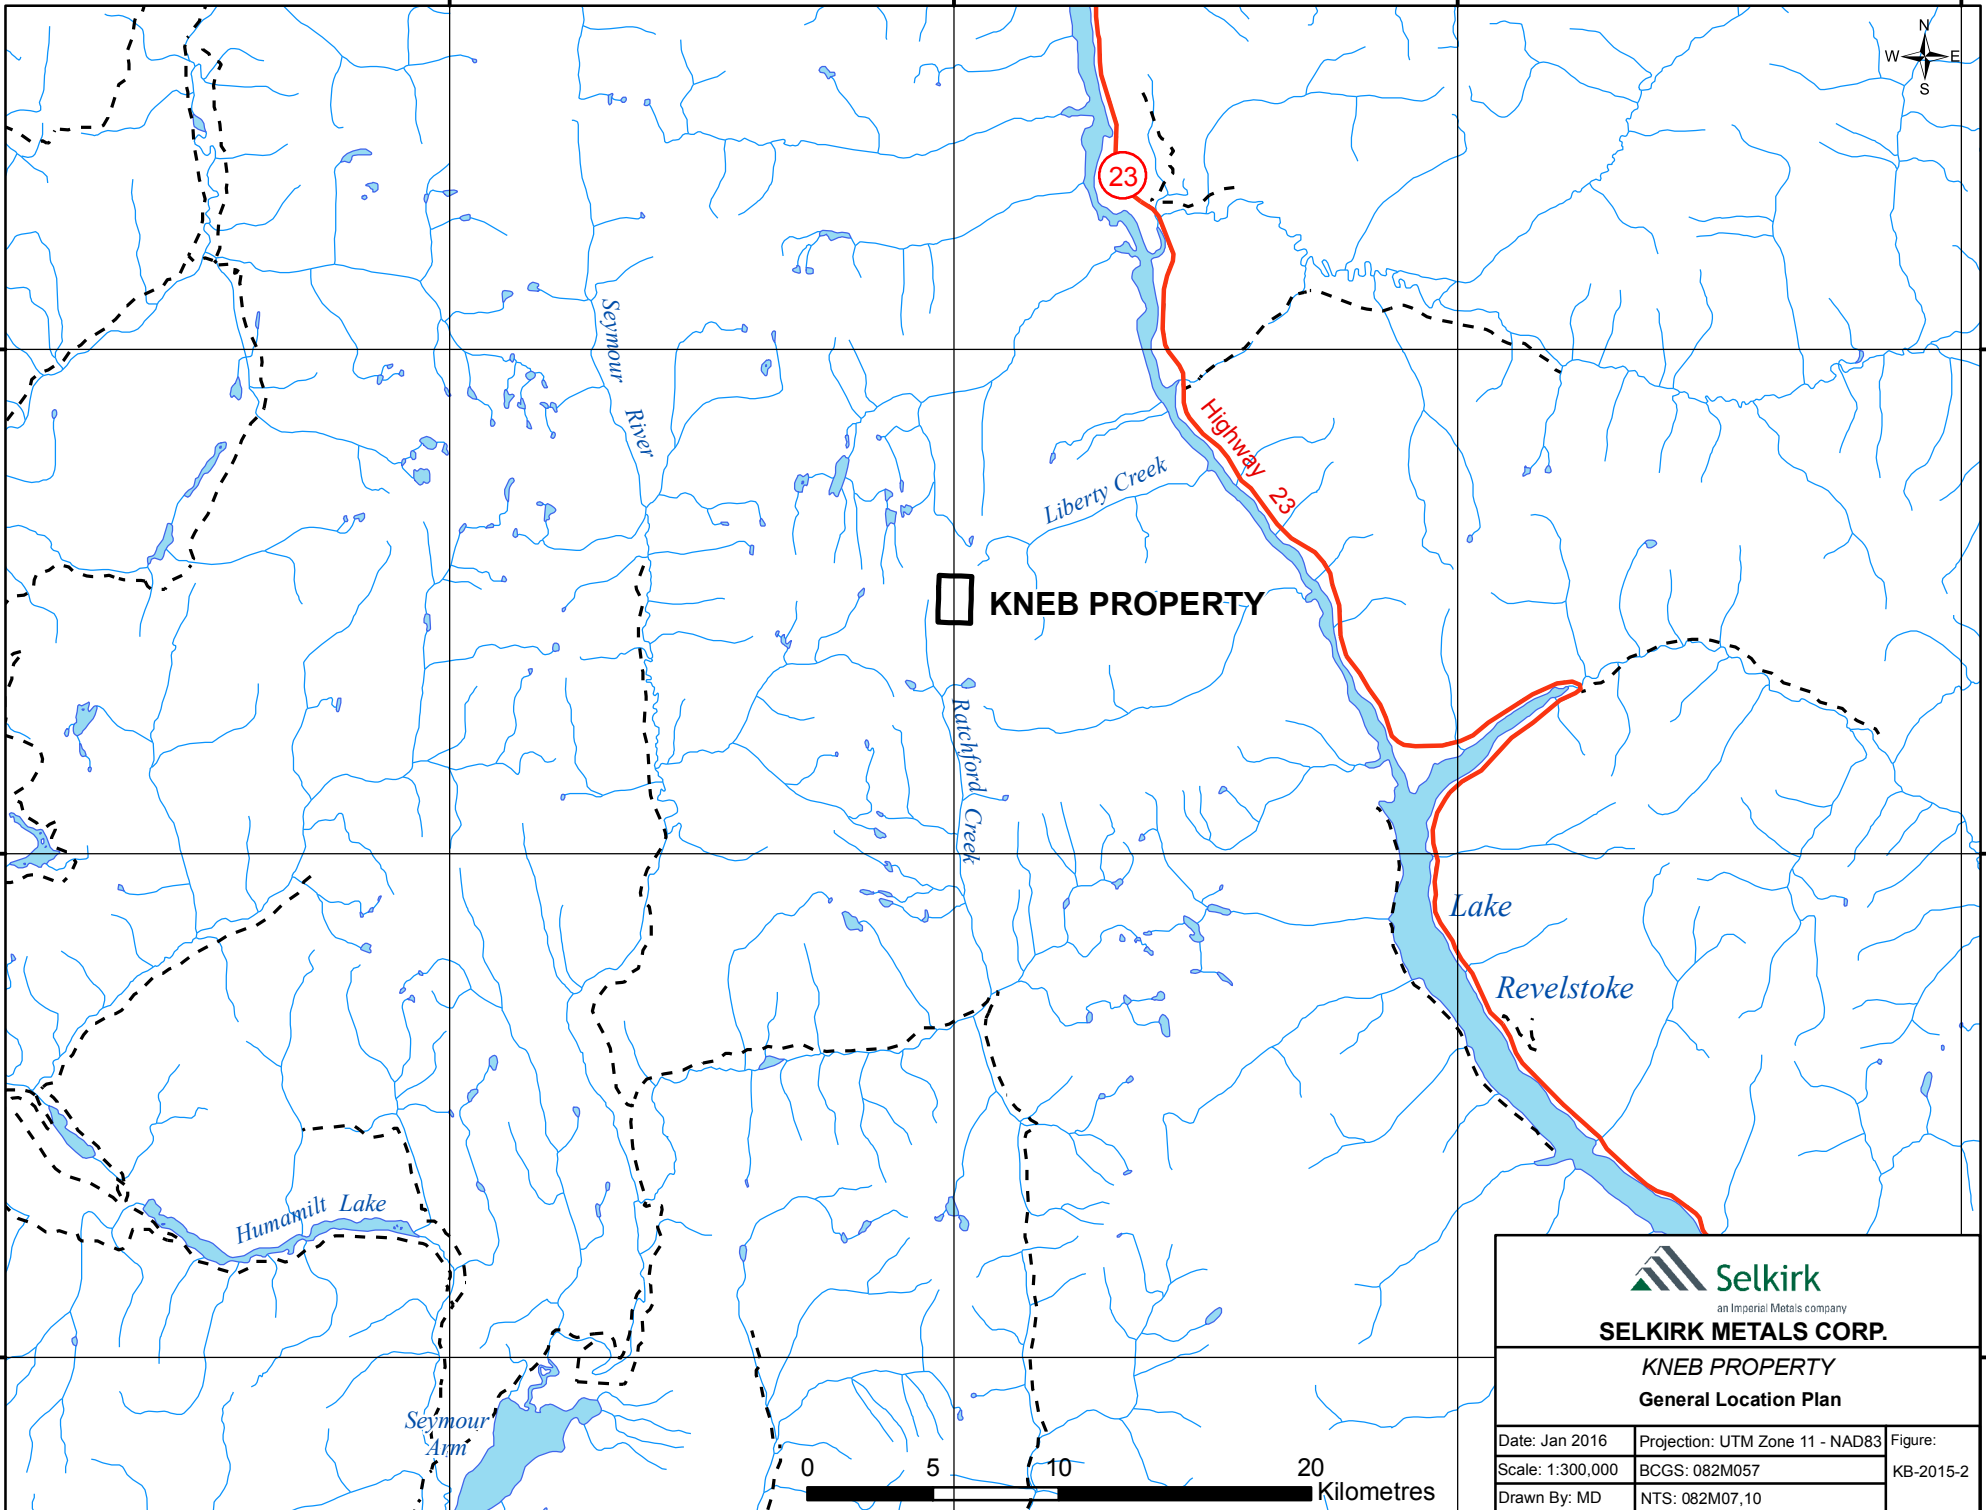 N
W E
S
23
Seymour
River
Highway 23
Liberty Creek
KNEB PROPERTY
Ratchford Creek
Lake
Revelstoke
Humamilt Lake
Seymour
Arm
0 5 10 20
Kilometres
Selkirk
an Imperial Metals company
SELKIRK METALS CORP.
KNEB PROPERTY
General Location Plan
Date: Jan 2016 Projection: UTM Zone 11 - NAD83 Figure:
Scale: 1:300,000 BCGS: 082M057 KB-2015-2
Drawn By: MD NTS: 082M07,10